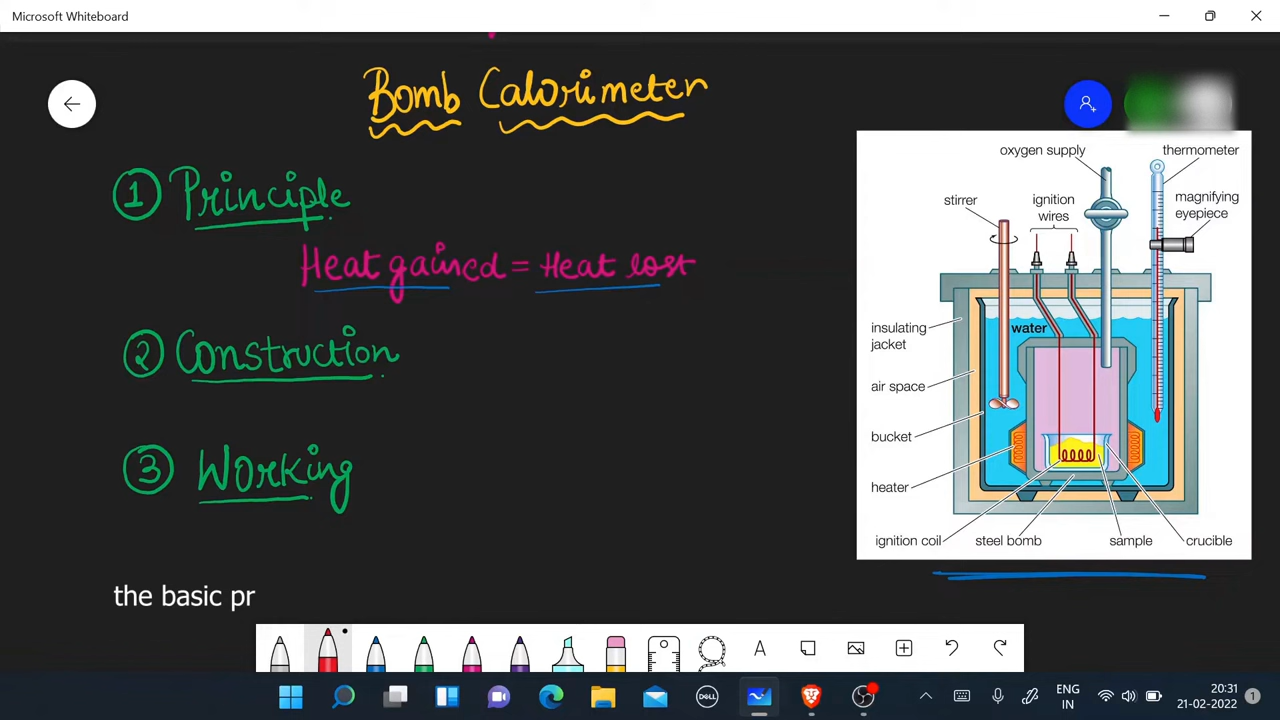 Microsoft Whiteboard
Bomb Calorimeter
① Principle
Heat gained = Heat lost
② Construction
③ Working
the basic pr
oxygen supply
thermometer
stirrer
ignition
wires
magnifying
eyepiece
water
insulating
jacket
air space
bucket
heater
ignition coil
steel bomb
sample
crucible
A
DELL
ENG
IN
20:31
21-02-2022
1